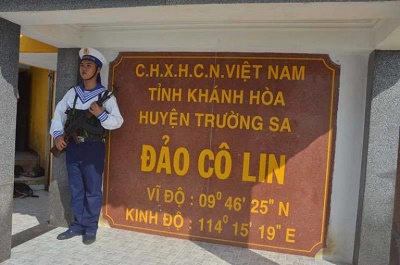 C.H.X.H.C.N.VIỆT NAM
TỈNH KHÁNH HÒA
HUYỆN TRƯỜNG SA
ĐẢO CÔ LIN
VĨ ĐỘ : 09° 46' 25" N
KINH ĐỘ : 114° 15' 19" E